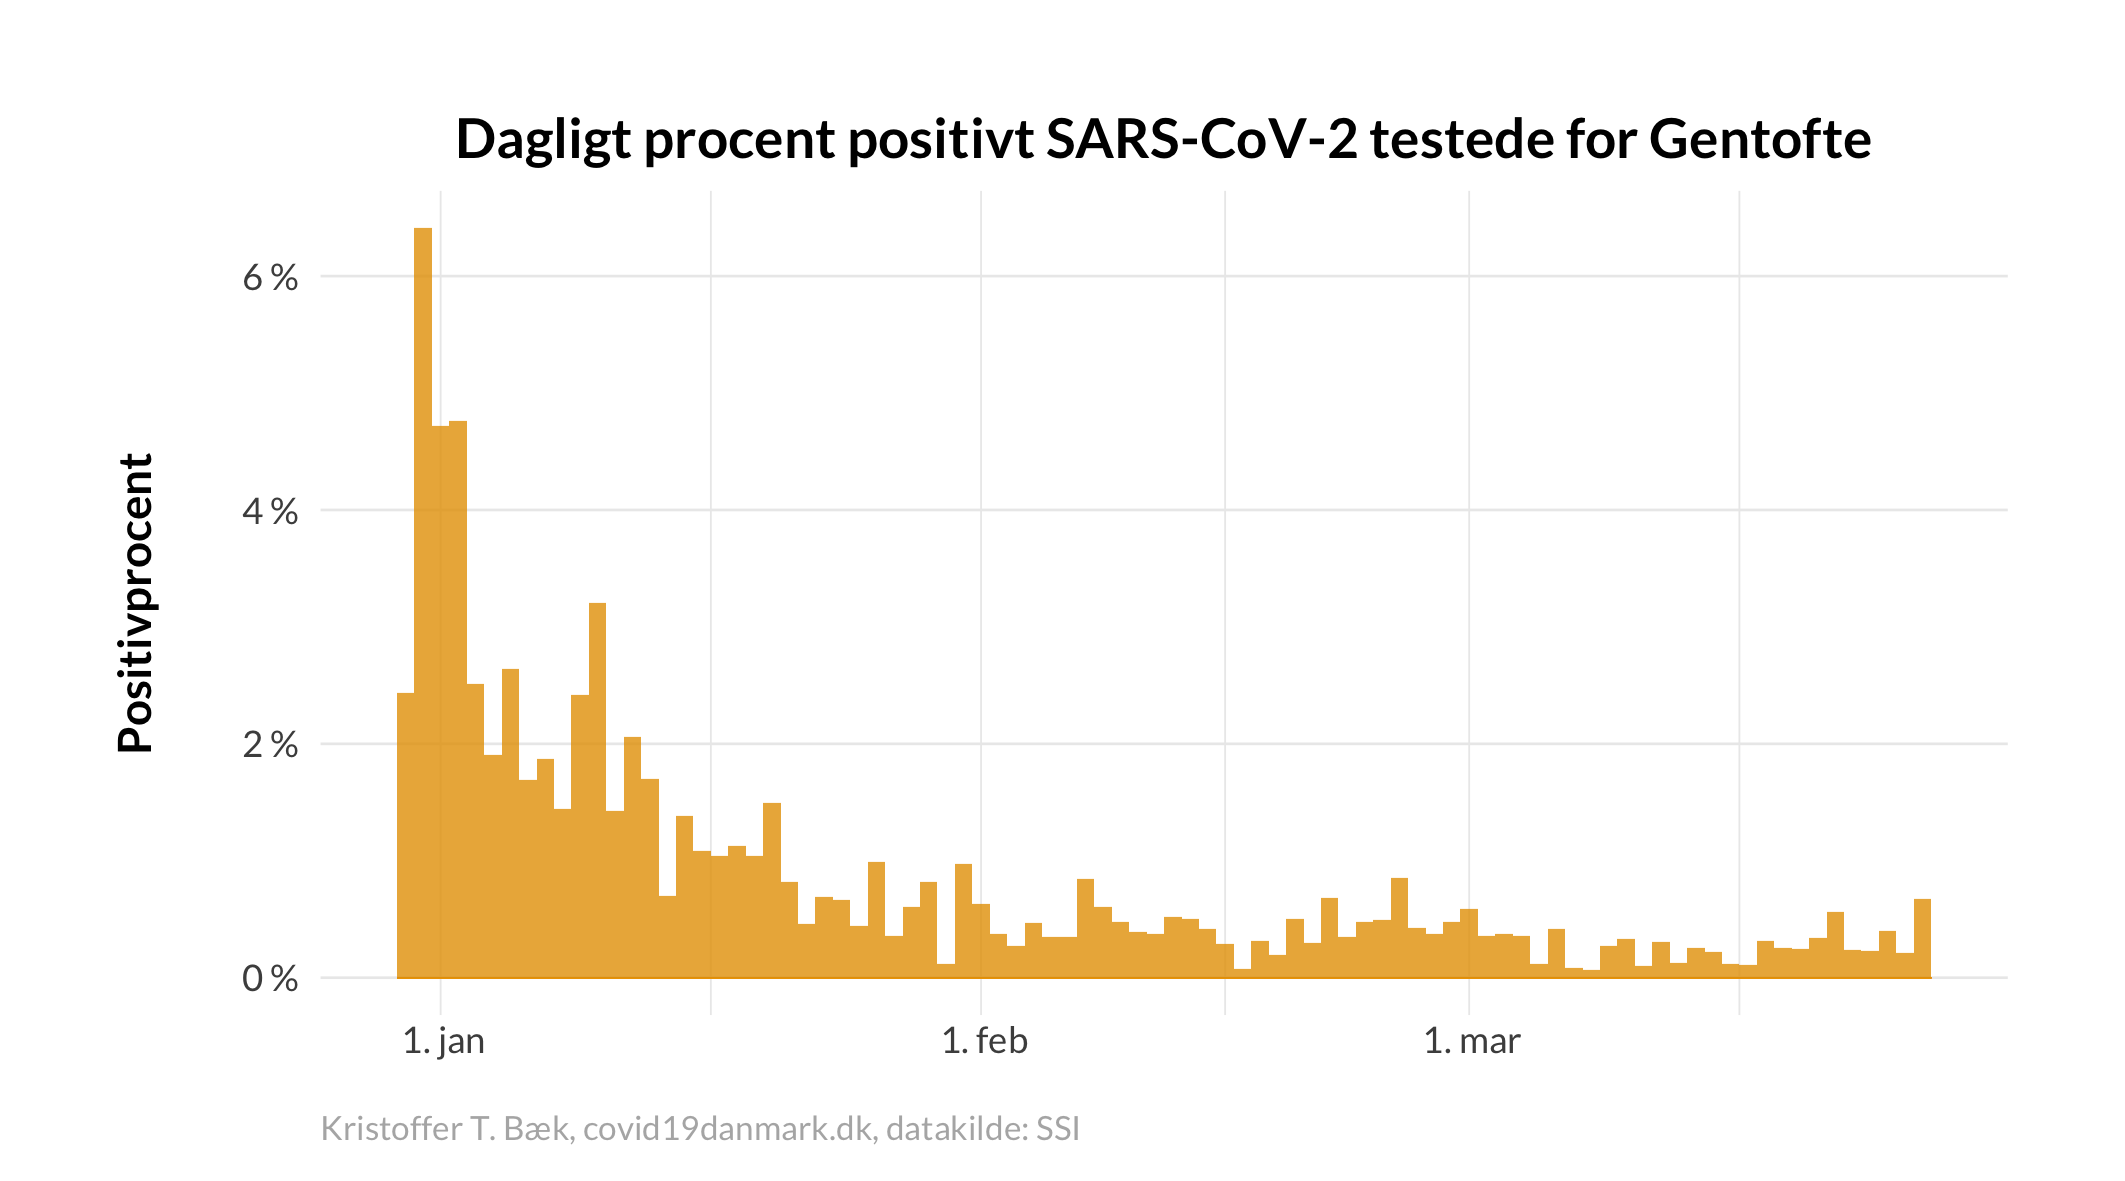 Dagligt procent positivt SARS-CoV-2 testede for Gentofte
Positivprocent
6 %
4 %
2 %
0 %
1. jan
1. feb
1. mar
Kristoffer T. Bæk, covid19danmark.dk, datakilde: SSI